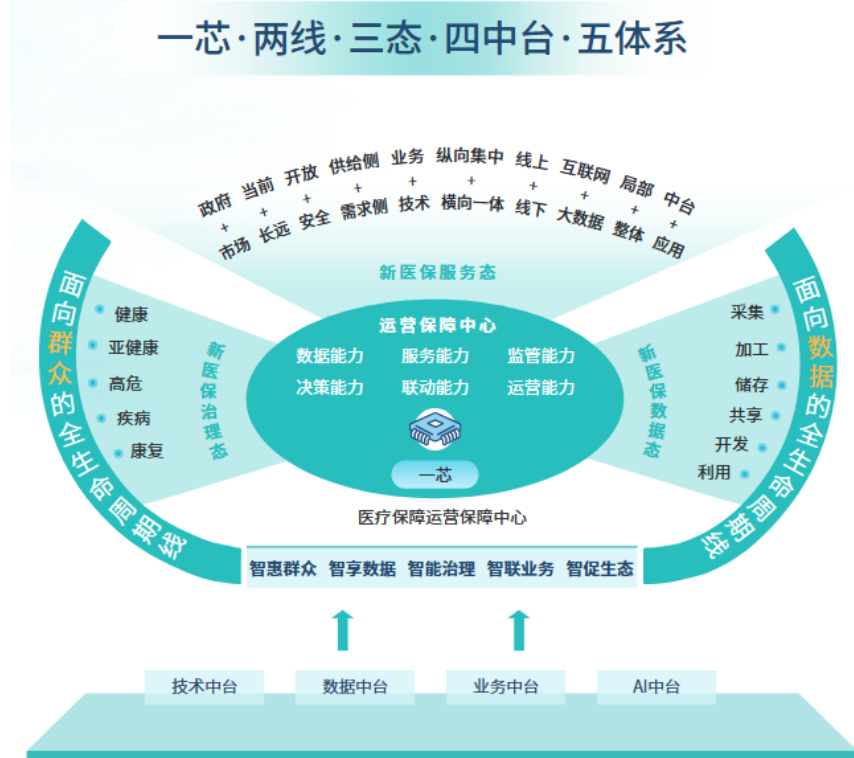 一芯·两线·三态·四中台·五体系
政府 当前 开放 供给侧 业务 纵向集中 线上 互联网 局部 中台
+ + + + + + + + + +
市场 长远 安全 需求侧 技术 横向一体 线下 大数据 整体 应用
新医保服务态
面向群众的全生命周期线
健康
亚健康
高危
疾病
康复
新医保治理态
运营保障中心
数据能力 服务能力 监管能力
决策能力 联动能力 运营能力
一芯
新医保数据态
采集
加工
储存
共享
开发
利用
面向数据的全生命周期线
医疗保障运营保障中心
智惠群众 智享数据 智能治理 智联业务 智促生态
技术中台 数据中台 业务中台 AI中台